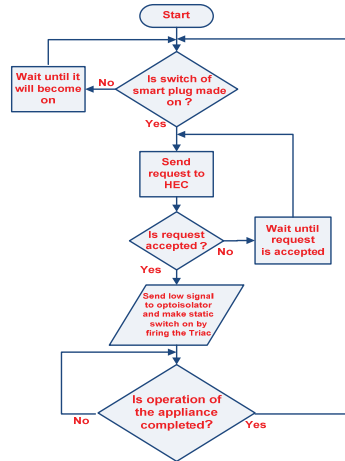 Start
Is switch of
smart plug made
on ?
No
Wait until it
will become
on
Yes
Send
request to
HEC
Is request
accepted ?
No
Wait until
request
is accepted
Yes
Send low signal
to optoisolator
and make static
switch on by
firing the Triac
Is operation of
the appliance
completed?
No
Yes